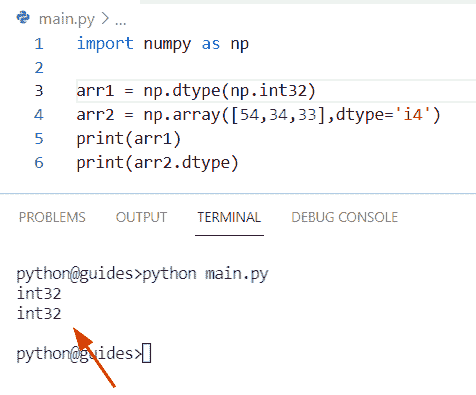 main.py > ...
1 import numpy as np
2
3 arr1 = np.dtype(np.int32)
4 arr2 = np.array([54,34,33],dtype='i4')
5 print(arr1)
6 print(arr2.dtype)
PROBLEMS OUTPUT TERMINAL DEBUG CONSOLE
python@guides>python main.py
int32
int32
python@guides>